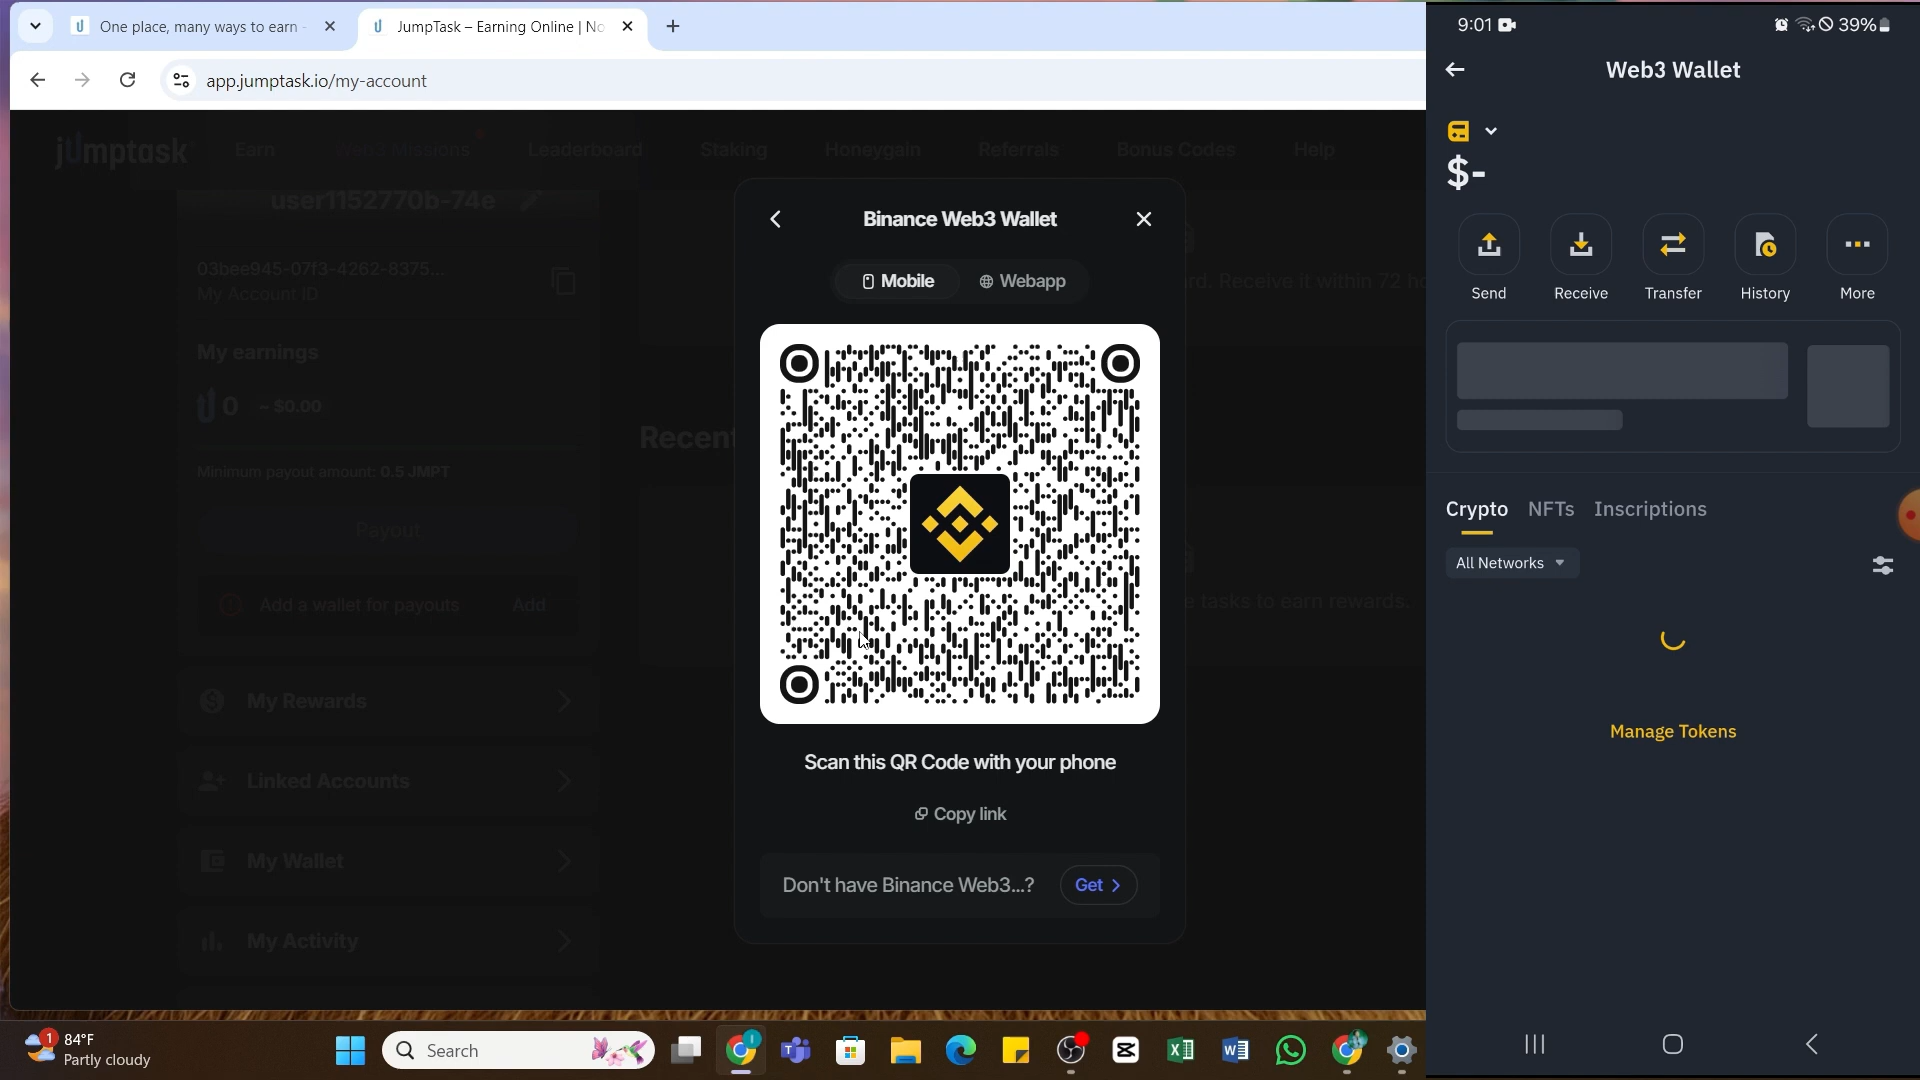 One place, many ways to earn -
JumpTask – Earning Online | No
app.jumptask.io/my-account
jumptask
Earn
Web3 Missions
Leaderboard
Staking
Honeygain
Referrals
Bonus Codes
Help
user1152770b-74e
03bee945-07f3-4262-8375...
My Account ID
My earnings
0
~ $0.00
Minimum payout amount: 0.5 JMPT
Payout
Add a wallet for payouts
Add
My Rewards
Linked Accounts
My Wallet
My Activity
rd. Receive it within 72 ho
Recent
e tasks to earn rewards.
Binance Web3 Wallet
Mobile
Webapp
Scan this QR Code with your phone
Copy link
Don't have Binance Web3...?
Get
9:01
39%
Web3 Wallet
$-
Send
Receive
Transfer
History
More
Crypto
NFTs
Inscriptions
All Networks
Manage Tokens
1
84°F
Partly cloudy
Search